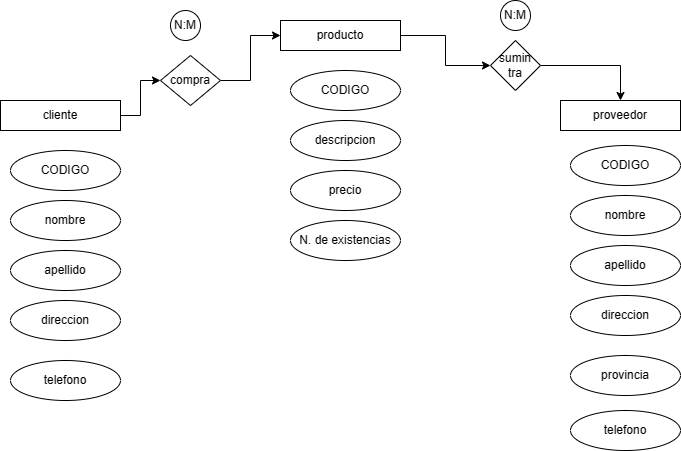 N:M
N:M
producto
compra
sumin
tra
cliente
proveedor
CODIGO
nombre
apellido
direccion
telefono
CODIGO
descripcion
precio
N. de existencias
CODIGO
nombre
apellido
direccion
provincia
telefono